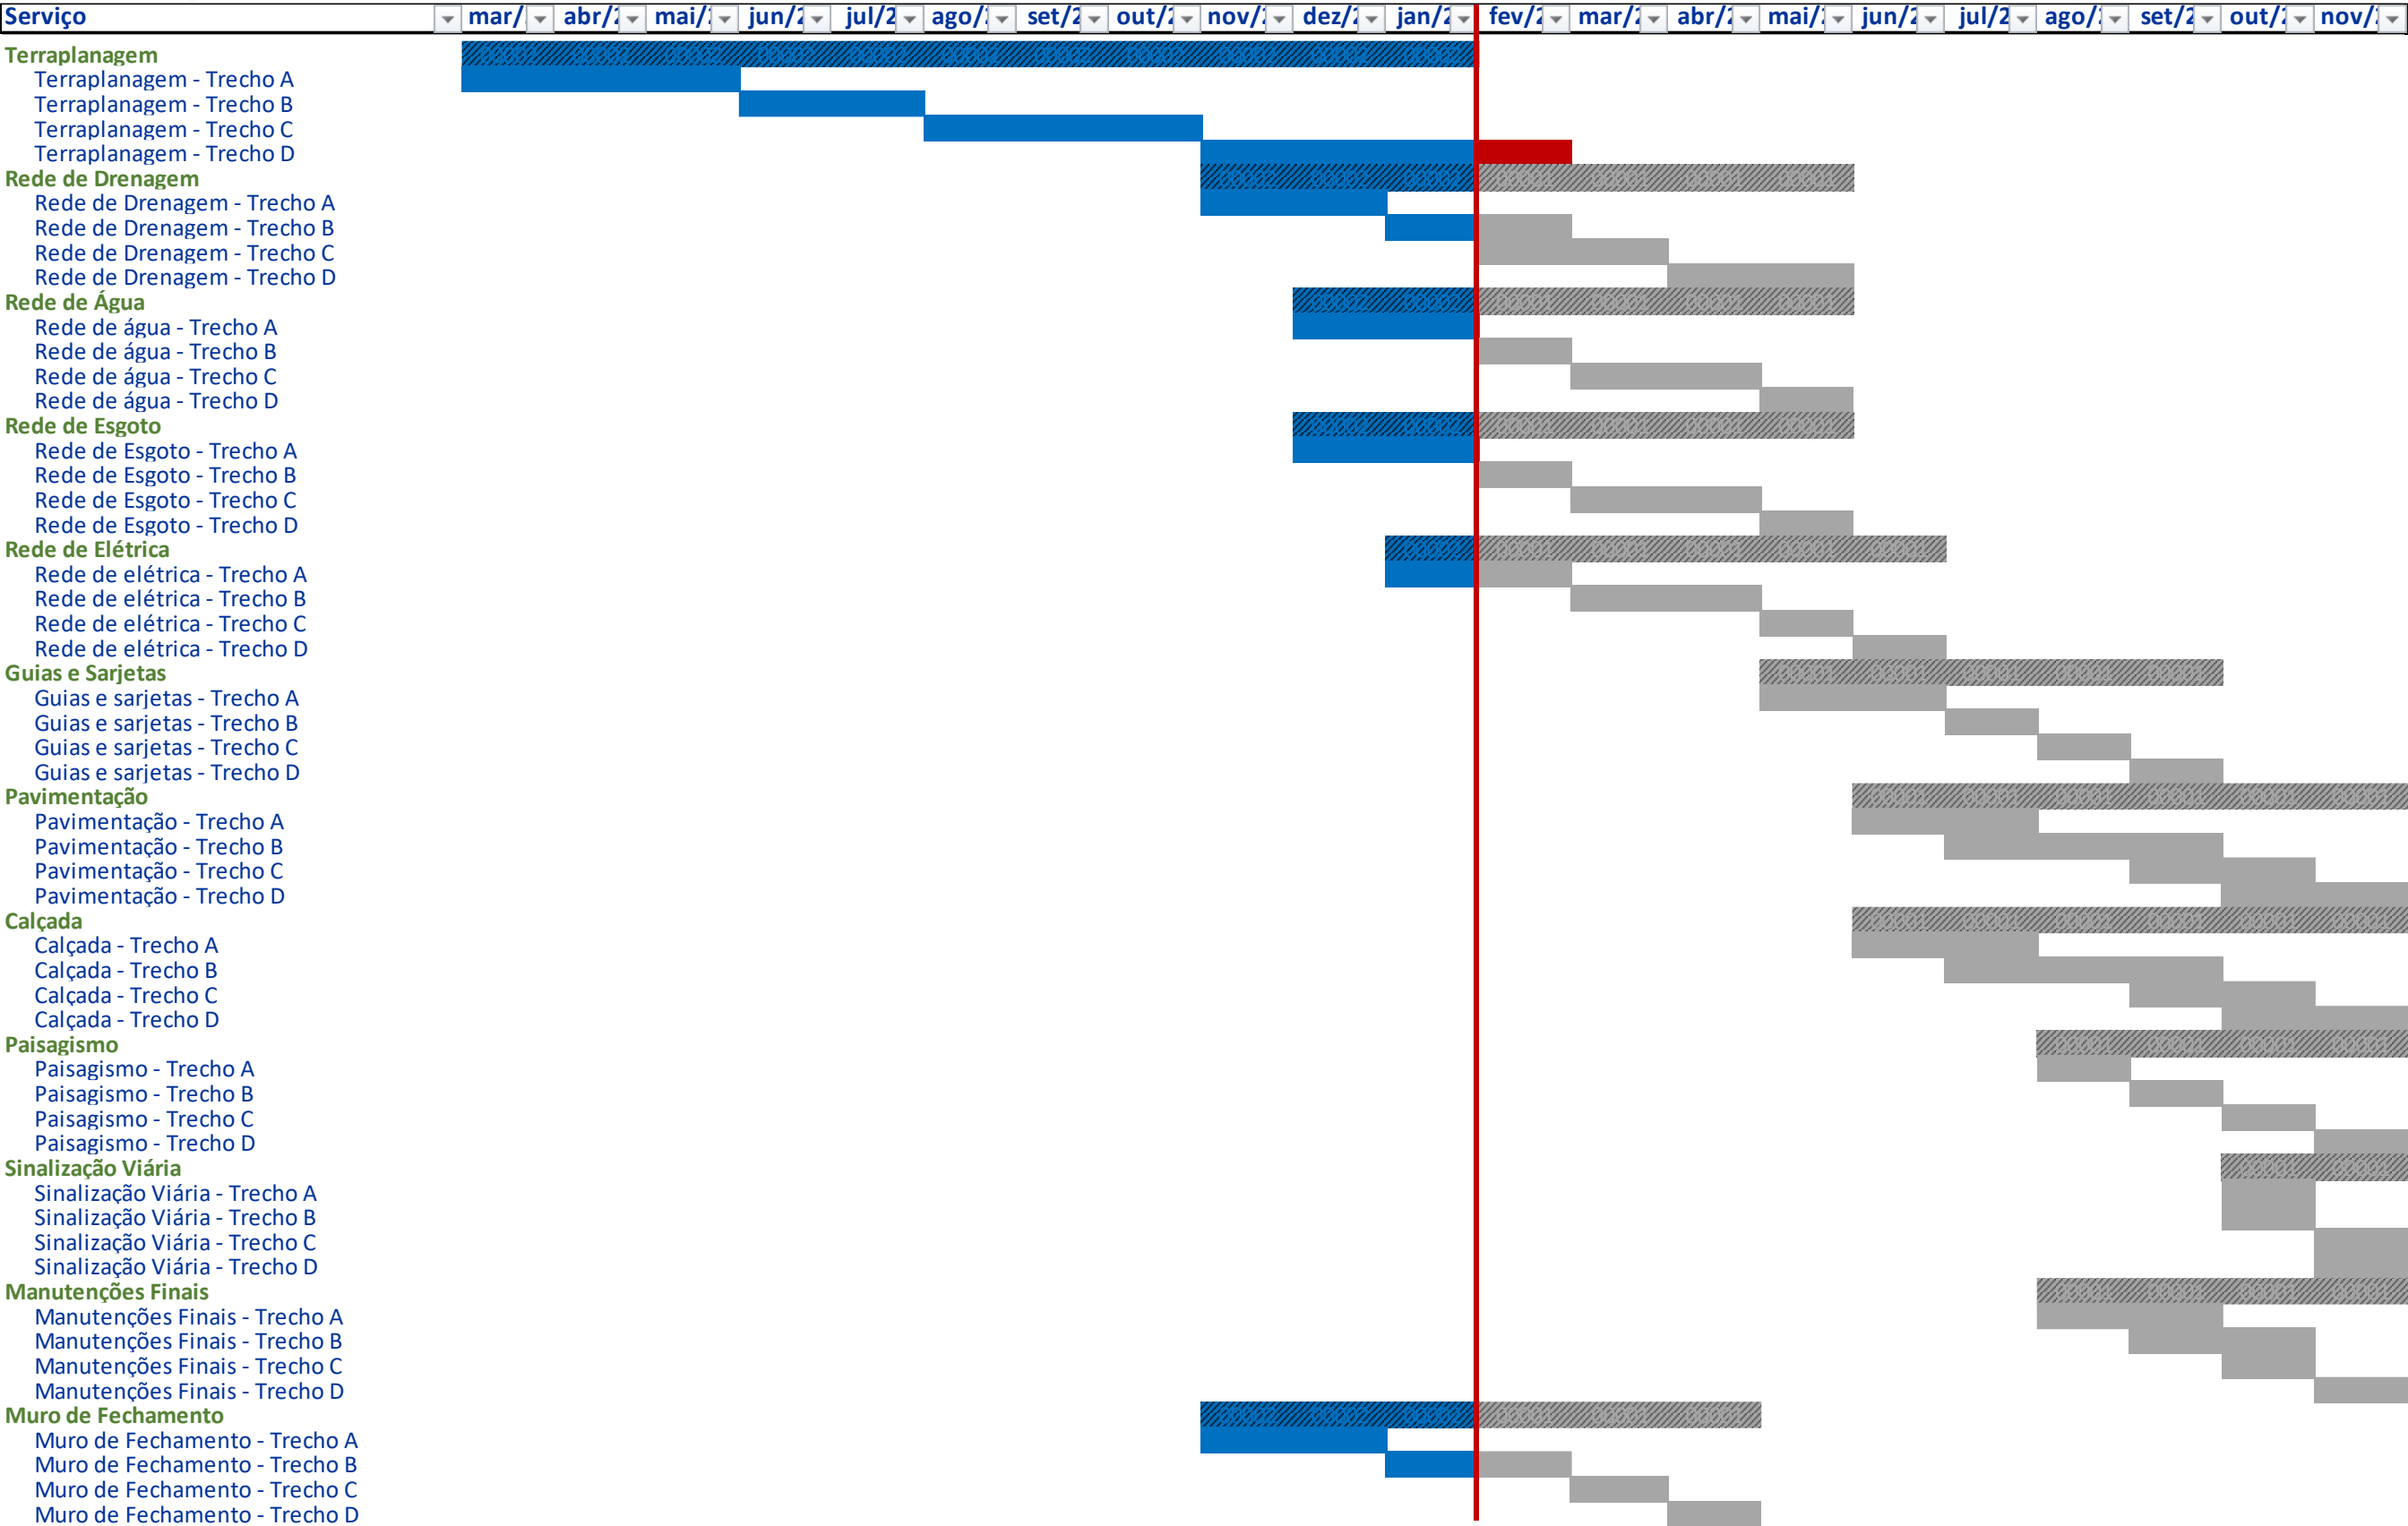 Serviço mar/ abr/ mai/ jun/2 jul/2 ago/ set/2 out/2 nov/ dez/ jan/2 fev/2 mar/ abr/ mai/ jun/2 jul/2 ago/ set/2 out/ nov/
Terraplanagem
Terraplanagem - Trecho A
Terraplanagem - Trecho B
Terraplanagem - Trecho C
Terraplanagem - Trecho D
Rede de Drenagem
Rede de Drenagem - Trecho A
Rede de Drenagem - Trecho B
Rede de Drenagem - Trecho C
Rede de Drenagem - Trecho D
Rede de Água
Rede de água - Trecho A
Rede de água - Trecho B
Rede de água - Trecho C
Rede de água - Trecho D
Rede de Esgoto
Rede de Esgoto - Trecho A
Rede de Esgoto - Trecho B
Rede de Esgoto - Trecho C
Rede de Esgoto - Trecho D
Rede de Elétrica
Rede de elétrica - Trecho A
Rede de elétrica - Trecho B
Rede de elétrica - Trecho C
Rede de elétrica - Trecho D
Guias e Sarjetas
Guias e sarjetas - Trecho A
Guias e sarjetas - Trecho B
Guias e sarjetas - Trecho C
Guias e sarjetas - Trecho D
Pavimentação
Pavimentação - Trecho A
Pavimentação - Trecho B
Pavimentação - Trecho C
Pavimentação - Trecho D
Calçada
Calçada - Trecho A
Calçada - Trecho B
Calçada - Trecho C
Calçada - Trecho D
Paisagismo
Paisagismo - Trecho A
Paisagismo - Trecho B
Paisagismo - Trecho C
Paisagismo - Trecho D
Sinalização Viária
Sinalização Viária - Trecho A
Sinalização Viária - Trecho B
Sinalização Viária - Trecho C
Sinalização Viária - Trecho D
Manutenções Finais
Manutenções Finais - Trecho A
Manutenções Finais - Trecho B
Manutenções Finais - Trecho C
Manutenções Finais - Trecho D
Muro de Fechamento
Muro de Fechamento - Trecho A
Muro de Fechamento - Trecho B
Muro de Fechamento - Trecho C
Muro de Fechamento - Trecho D